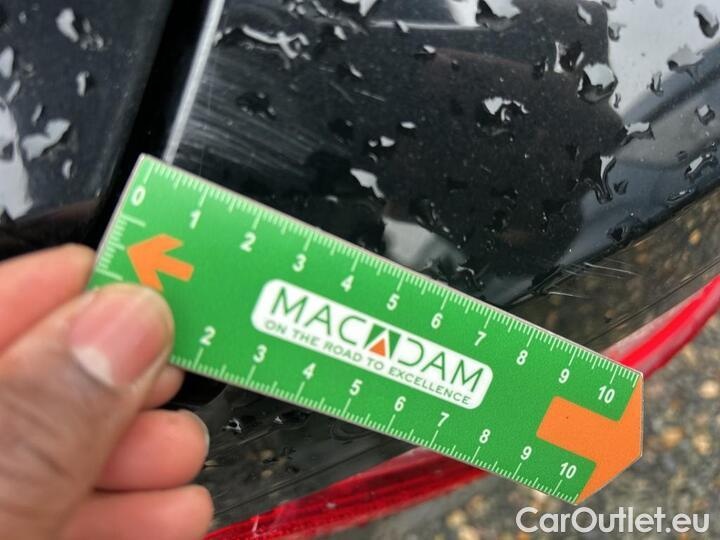 0 1 2 3 4 5 6 7 8 9 10
MACADAM
ON THE ROAD TO EXCELLENCE
2 3 4 5 6 7 8 9 10
CarOutlet.eu